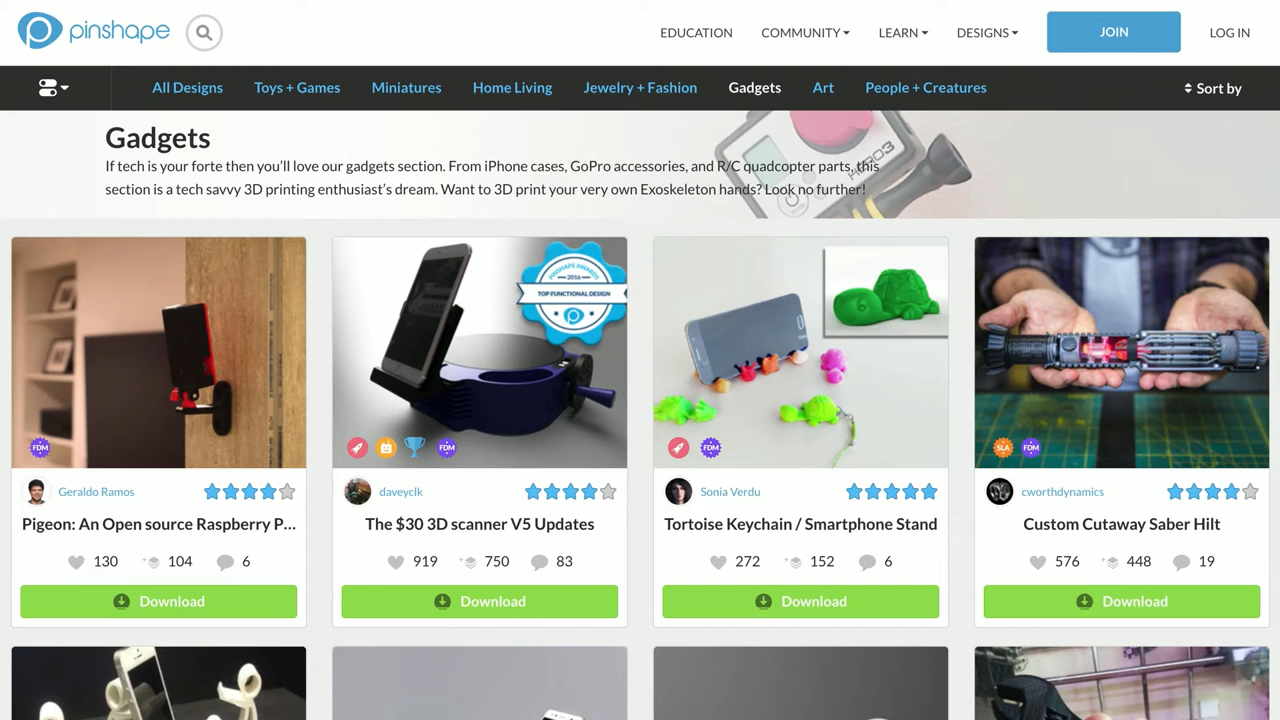 pinshape
EDUCATION COMMUNITY LEARN DESIGNS JOIN LOG IN
All Designs Toys + Games Miniatures Home Living Jewelry + Fashion Gadgets Art People + Creatures Sort by
Gadgets
If tech is your forte then you'll love our gadgets section. From iPhone cases, GoPro accessories, and R/C quadcopter parts, this
section is a tech savvy 3D printing enthusiast's dream. Want to 3D print your very own Exoskeleton hands? Look no further!
HERO3
PINSHAPE AWARDS
2016
TOP FUNCTIONAL DESIGN
FDM FDM FDM SLA FDM
Geraldo Ramos daveyclk Sonia Verdu cworthdynamics
Pigeon: An Open source Raspberry P... The $30 3D scanner V5 Updates Tortoise Keychain / Smartphone Stand Custom Cutaway Saber Hilt
130 104 6 919 750 83 272 152 6 576 448 19
Download Download Download Download